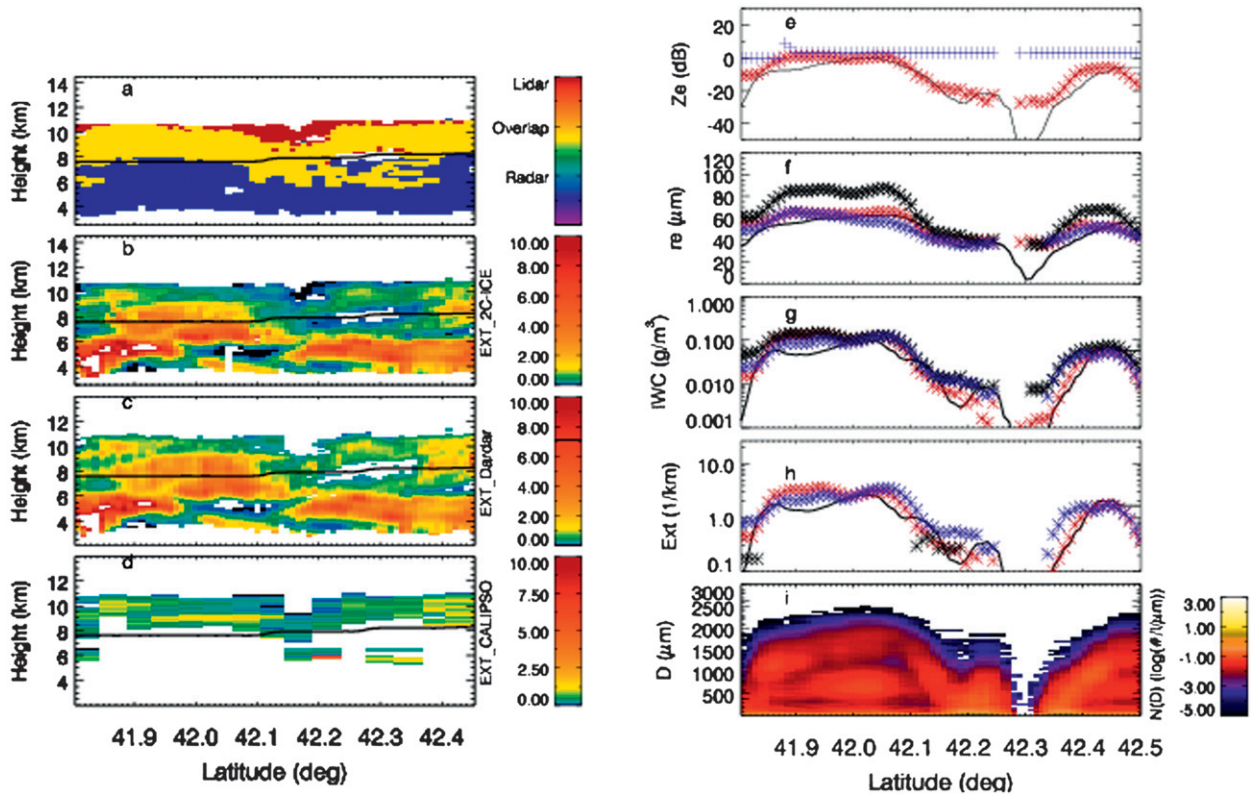 a
Height (km)
14
12
10
8
6
4
Lidar
Overlap
Radar
b
Height (km)
14
12
10
8
6
4
10.00
8.00
6.00
4.00
2.00
0.00
EXT_2C-ICE
c
Height (km)
12
10
8
6
4
10.00
8.00
6.00
4.00
2.00
0.00
EXT_Dardar
d
Height (km)
12
10
8
6
4
2
10.00
7.50
5.00
2.50
0.00
EXT_CALIPSO
41.9 42.0 42.1 42.2 42.3 42.4
Latitude (deg)
e
Ze (dB)
20
0
-20
-40
f
re (μm)
120
100
80
60
40
20
0
g
IWC (g/m³)
1.000
0.100
0.010
0.001
h
Ext (1/km)
10.0
1.0
0.1
i
D (μm)
3000
2500
2000
1500
1000
500
3.00
1.00
-1.00
-3.00
-5.00
N(D) (log(#/l/μm))
41.9 42.0 42.1 42.2 42.3 42.4 42.5
Latitude (deg)